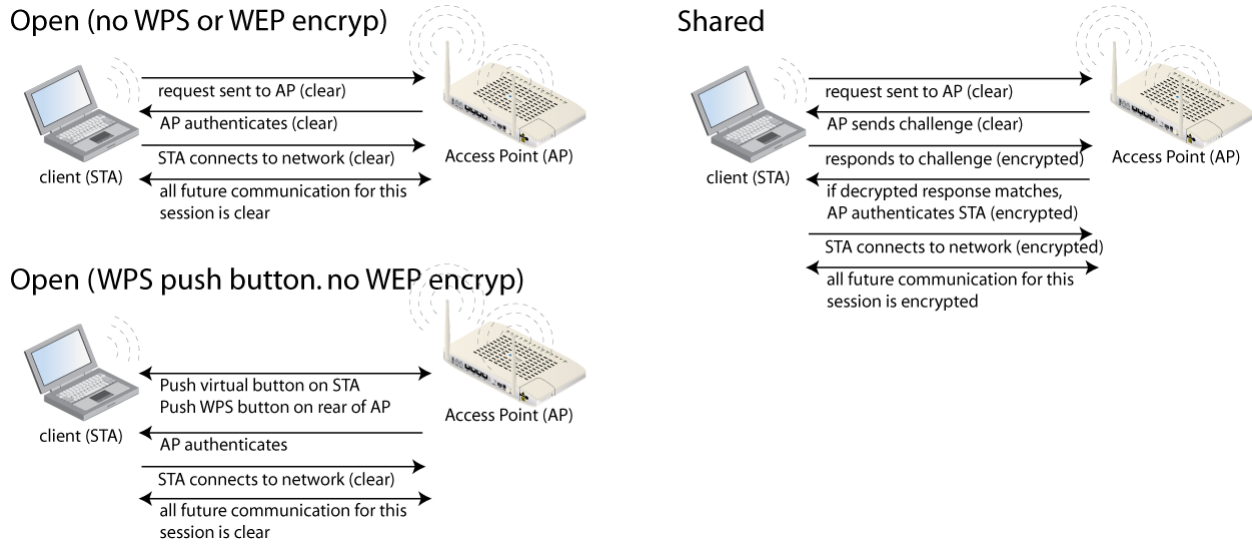 Open (no WPS or WEP encryp)
request sent to AP (clear)
AP authenticates (clear)
STA connects to network (clear)
all future communication for this
session is clear
client (STA)
Access Point (AP)
Shared
request sent to AP (clear)
AP sends challenge (clear)
responds to challenge (encrypted)
if decrypted response matches,
AP authenticates STA (encrypted)
STA connects to network (encrypted)
all future communication for this
session is encrypted
client (STA)
Access Point (AP)
Open (WPS push button. no WEP encryp)
Push virtual button on STA
Push WPS button on rear of AP
AP authenticates
STA connects to network (clear)
all future communication for this
session is clear
client (STA)
Access Point (AP)